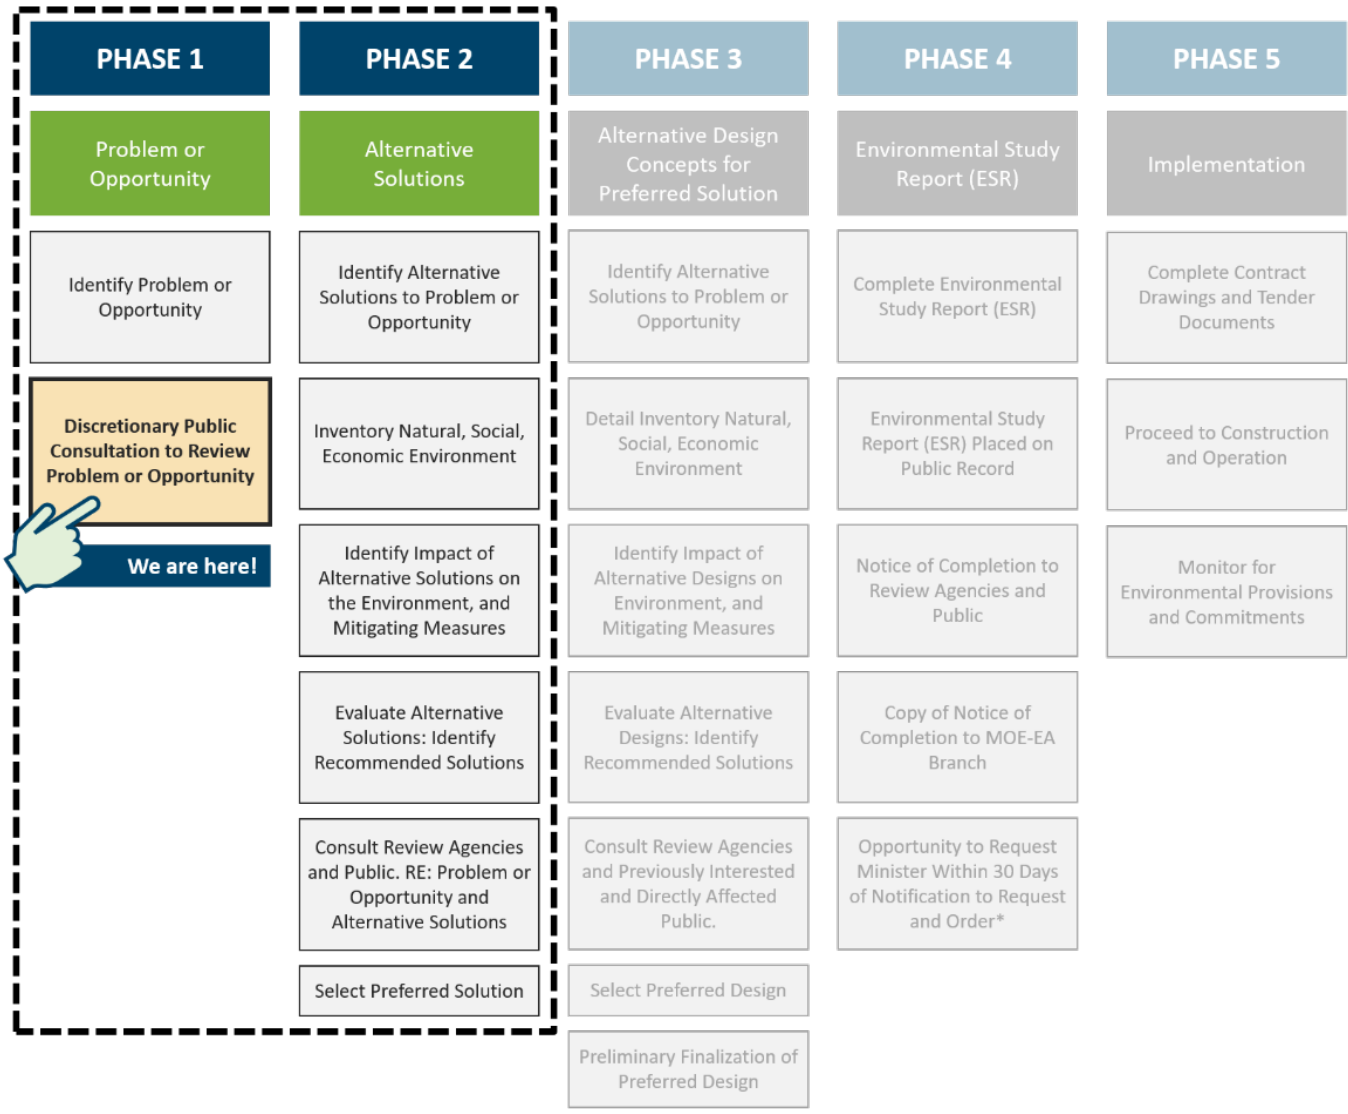 PHASE 1
Problem or
Opportunity
Identify Problem or
Opportunity
Discretionary Public
Consultation to Review
Problem or Opportunity
We are here!
PHASE 2
Alternative
Solutions
Identify Alternative
Solutions to Problem or
Opportunity
Inventory Natural, Social,
Economic Environment
Identify Impact of
Alternative Solutions on
the Environment, and
Mitigating Measures
Evaluate Alternative
Solutions: Identify
Recommended Solutions
Consult Review Agencies
and Public. RE: Problem or
Opportunity and
Alternative Solutions
Select Preferred Solution
PHASE 3
Alternative Design
Concepts for
Preferred Solution
Identify Alternative
Solutions to Problem or
Opportunity
Detail Inventory Natural,
Social, Economic
Environment
Identify Impact of
Alternative Designs on
Environment, and
Mitigating Measures
Evaluate Alternative
Designs: Identify
Recommended Solutions
Consult Review Agencies
and Previously Interested
and Directly Affected
Public.
Select Preferred Design
Preliminary Finalization of
Preferred Design
PHASE 4
Environmental Study
Report (ESR)
Complete Environmental
Study Report (ESR)
Environmental Study
Report (ESR) Placed on
Public Record
Notice of Completion to
Review Agencies and
Public
Copy of Notice of
Completion to MOE-EA
Branch
Opportunity to Request
Minister Within 30 Days
of Notification to Request
and Order*
PHASE 5
Implementation
Complete Contract
Drawings and Tender
Documents
Proceed to Construction
and Operation
Monitor for
Environmental Provisions
and Commitments